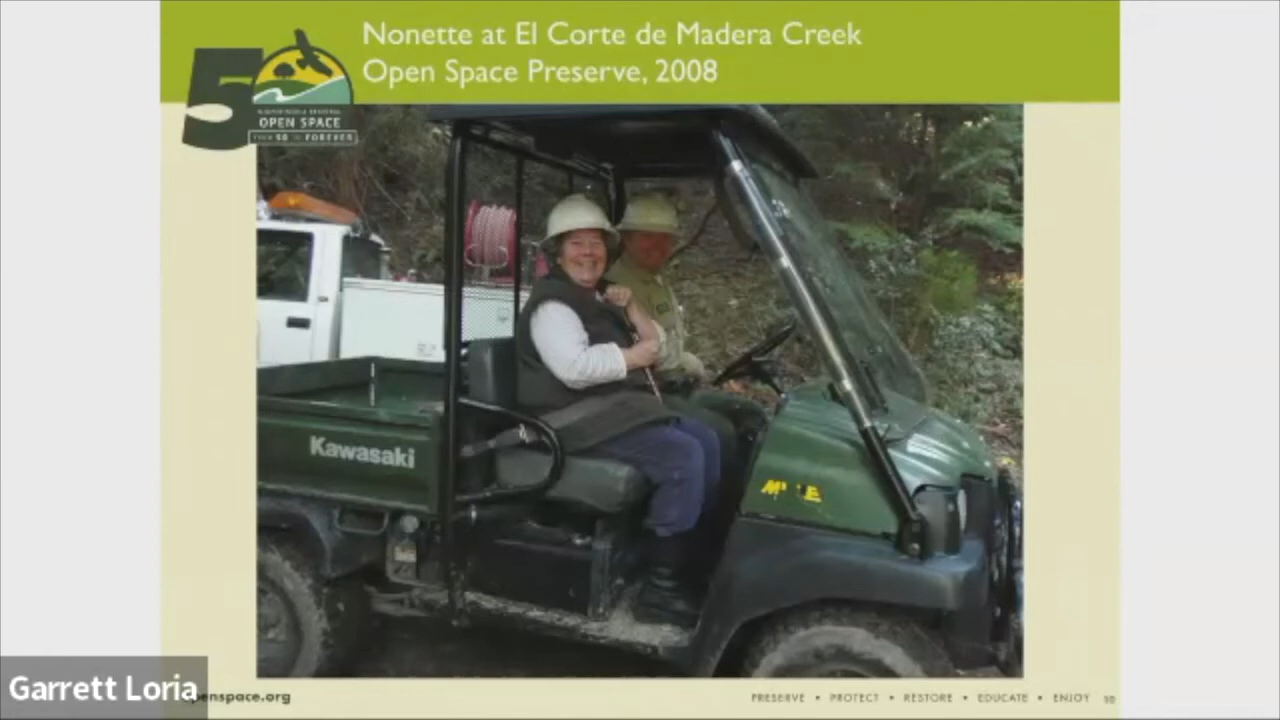 Nonette at El Corte de Madera Creek
Open Space Preserve, 2008
50
OPEN SPACE
FOREVER
Kawasaki
Garrett Loria
penspace.org
PRESERVE • PROTECT • RESTORE • EDUCATE • ENJOY